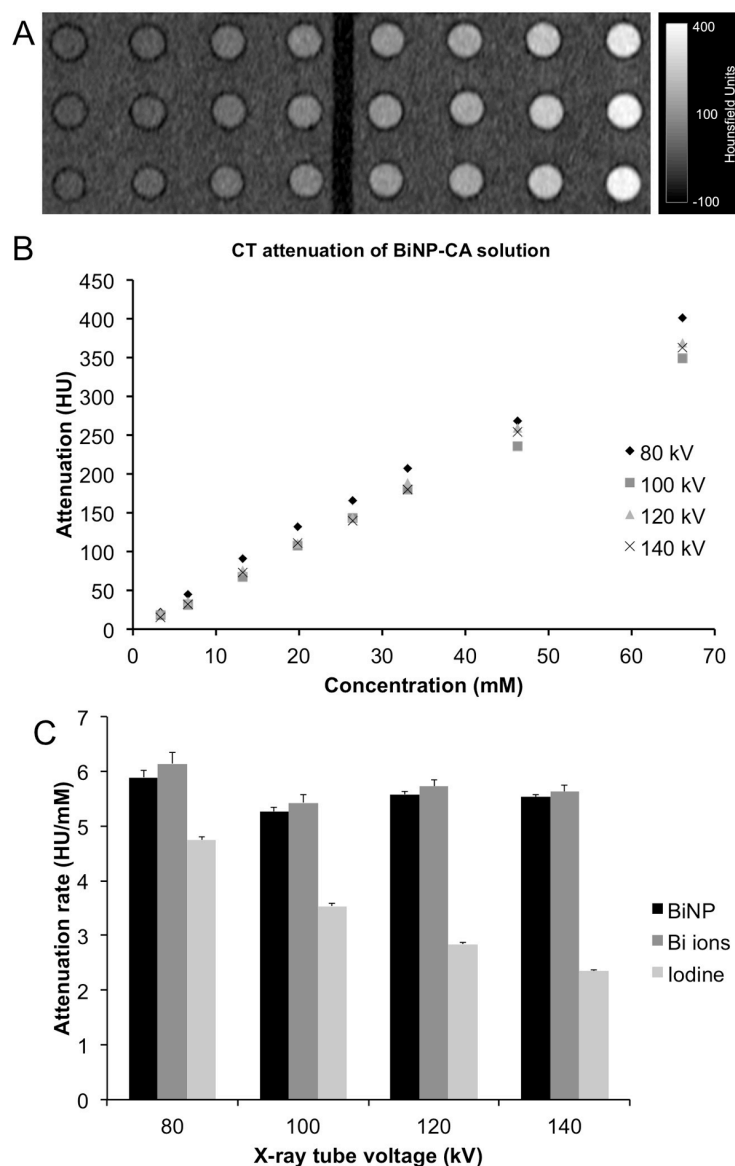 A
400
100
-100
Hounsfield Units
B
CT attenuation of BiNP-CA solution
450
400
350
300
250
200
150
100
50
0
Attenuation (HU)
80 kV
100 kV
120 kV
140 kV
0 10 20 30 40 50 60 70
Concentration (mM)
C
7
6
5
4
3
2
1
0
Attenuation rate (HU/mM)
BiNP
Bi ions
Iodine
80 100 120 140
X-ray tube voltage (kV)